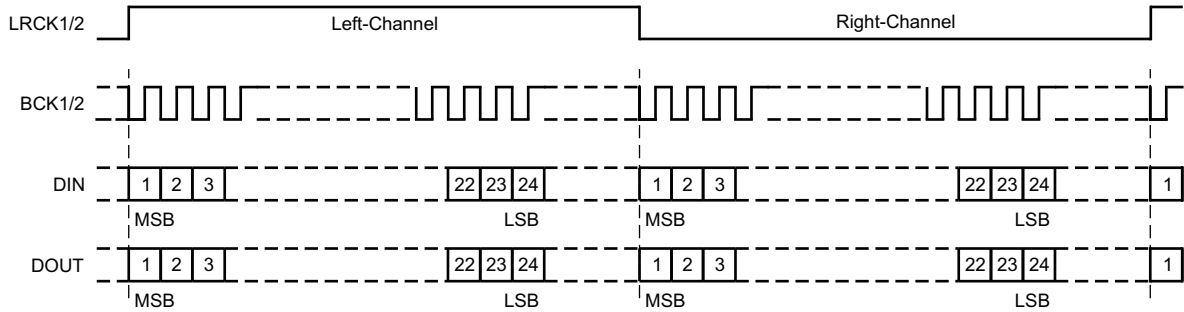 LRCK1/2 Left-Channel Right-Channel
BCK1/2
DIN 1 2 3 22 23 24 1 2 3 22 23 24 1
MSB LSB MSB LSB
DOUT 1 2 3 22 23 24 1 2 3 22 23 24 1
MSB LSB MSB LSB